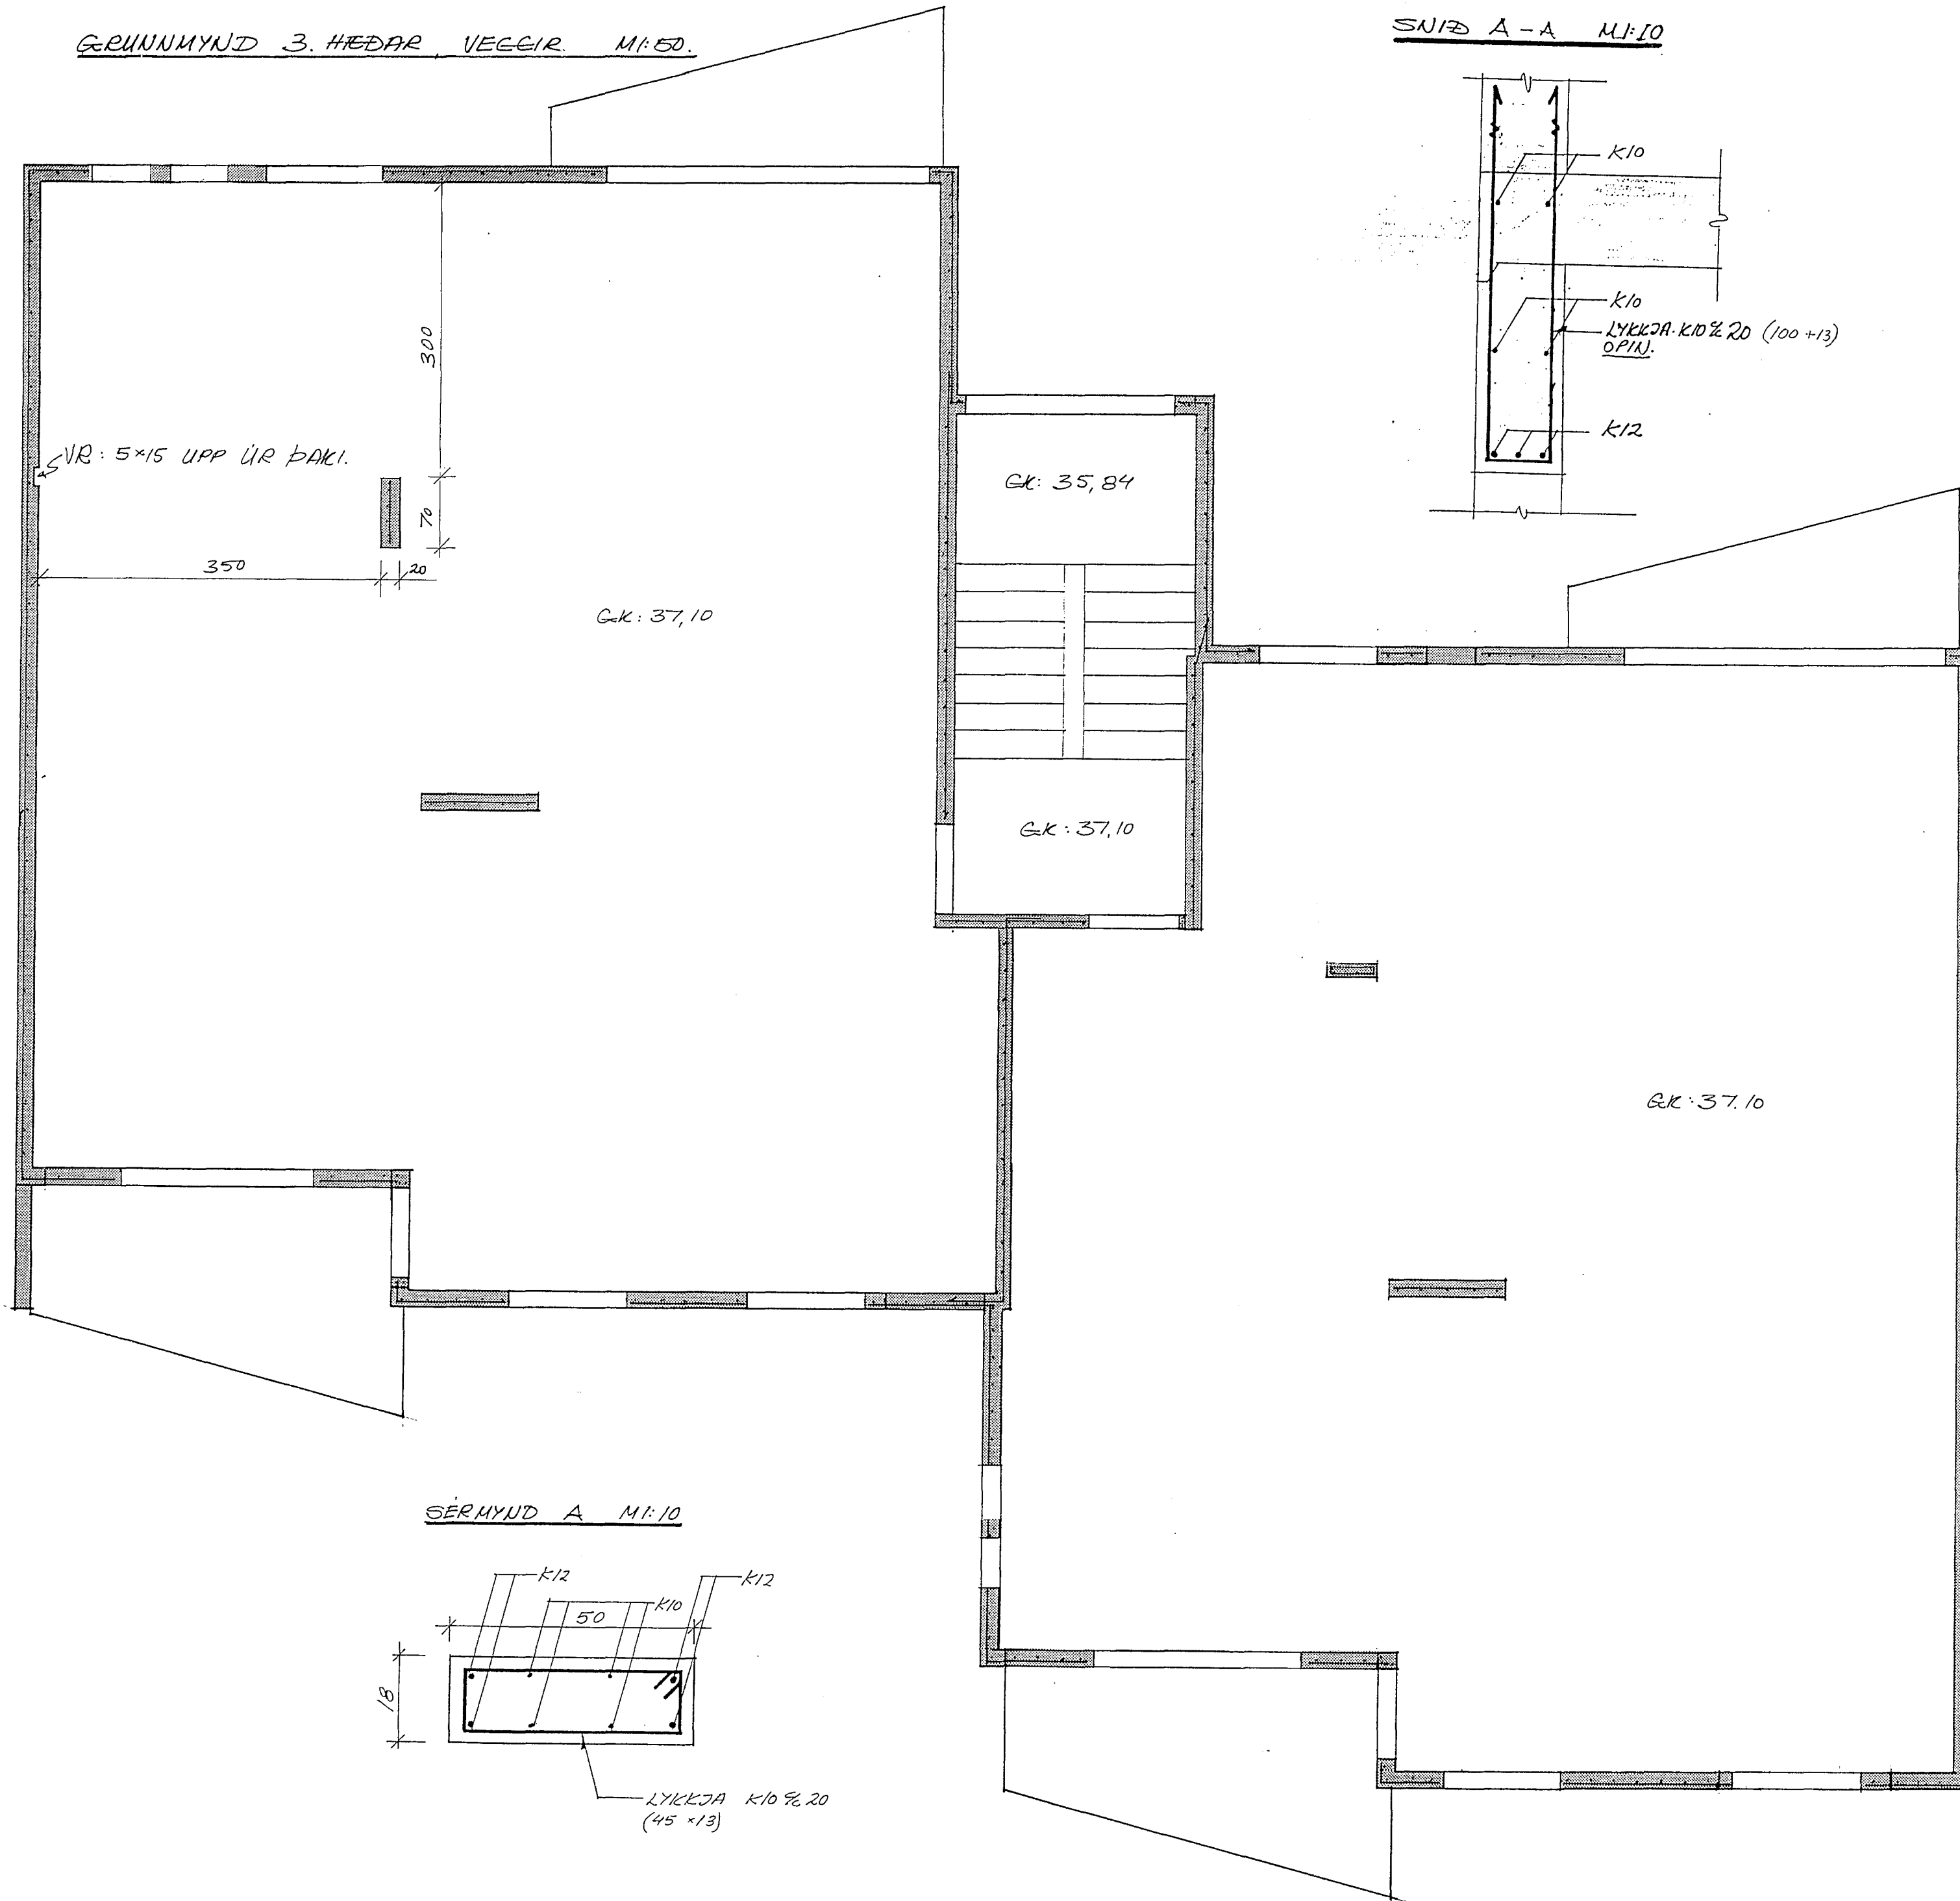 GRUNNMYND 3. HÆÐAR, VEGGIR. M1:50.
SNIÐ A-A M1:10
K10
K10
LYKKJA. K10 % 20 (100+13)
OPIN.
K12
300
VR: 5×15 UPP ÚR ÞAKI.
70
350
20
GK: 35,84
GK: 37,10
GK: 37,10
GK: 37.10
SÉRMYND A M1:10
K12
K12
K10
50
18
LYKKJA K10 % 20
(45 ×13)